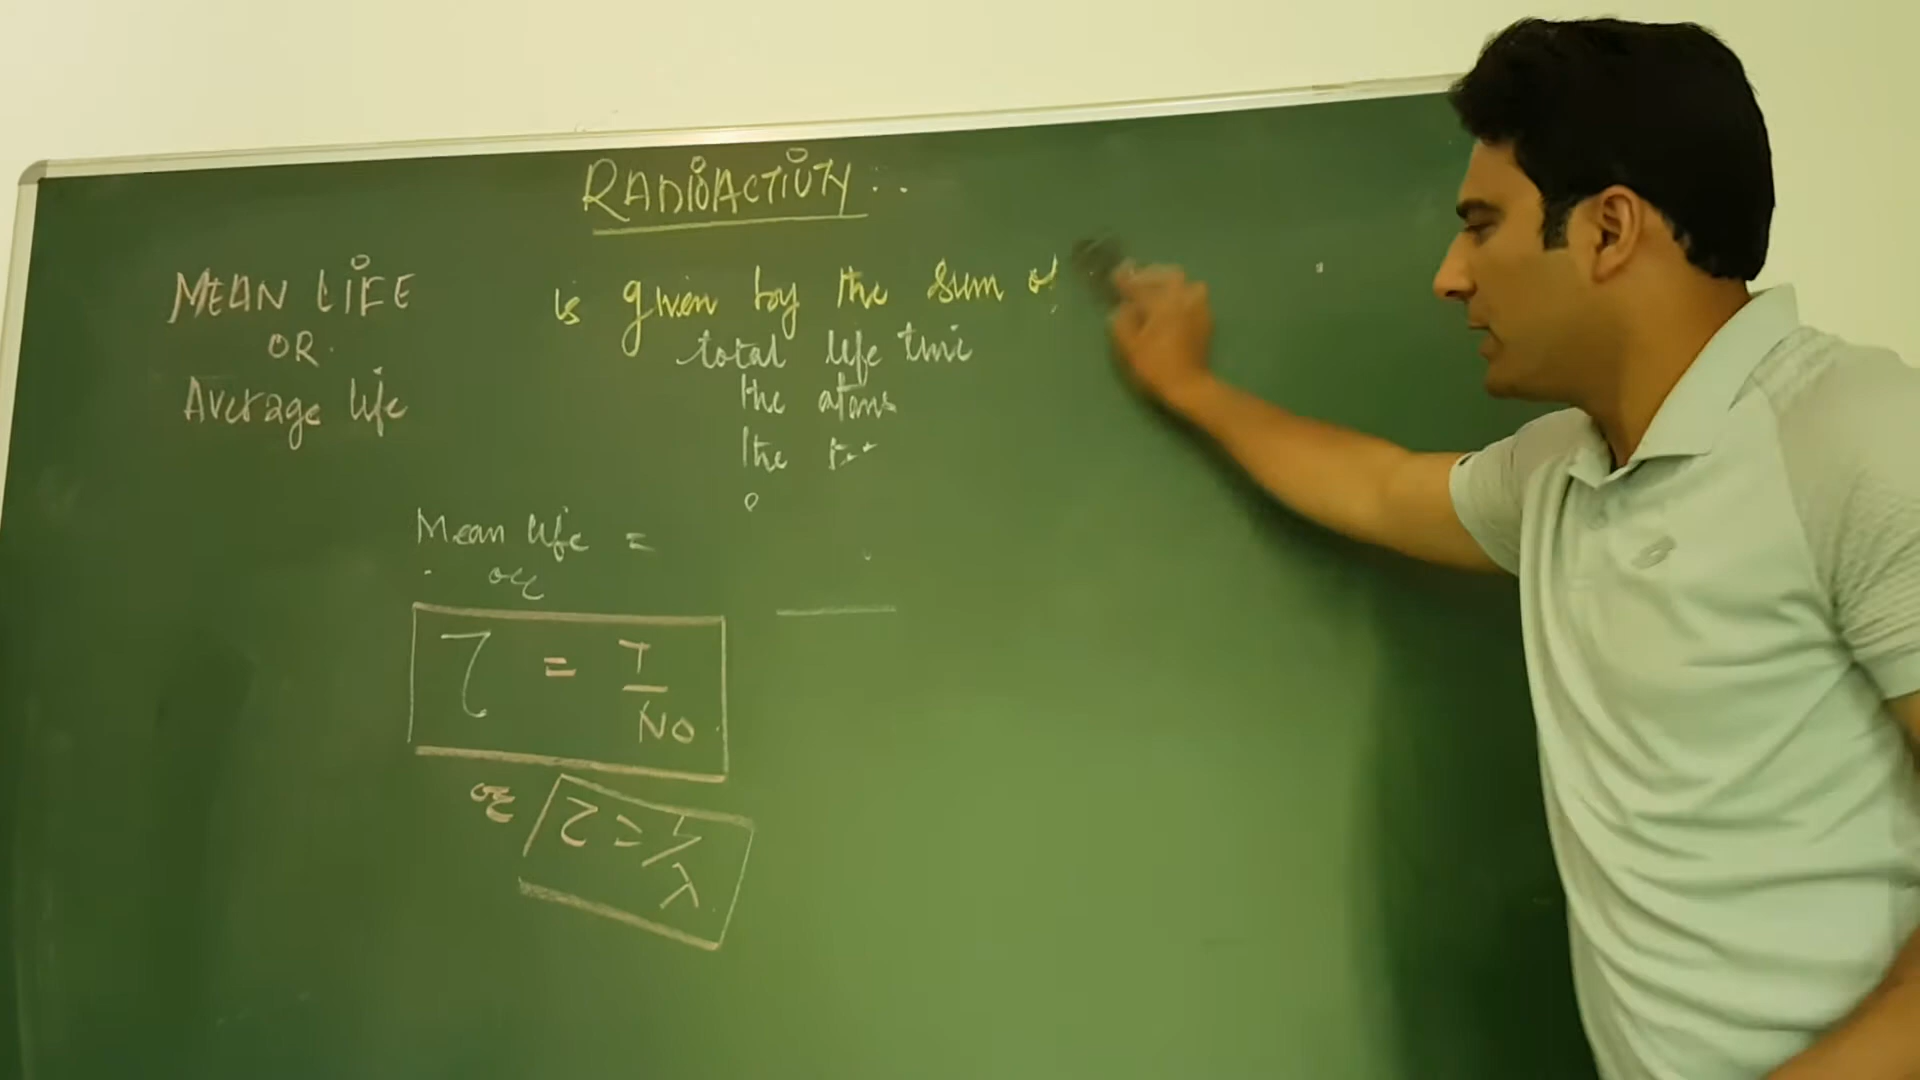 RADIOACTIVITY ..
MEAN LIFE
OR
Average life
is given by the sum of
total life time
the atoms
the
Mean life =
or
τ = T / No
or τ = 1/λ